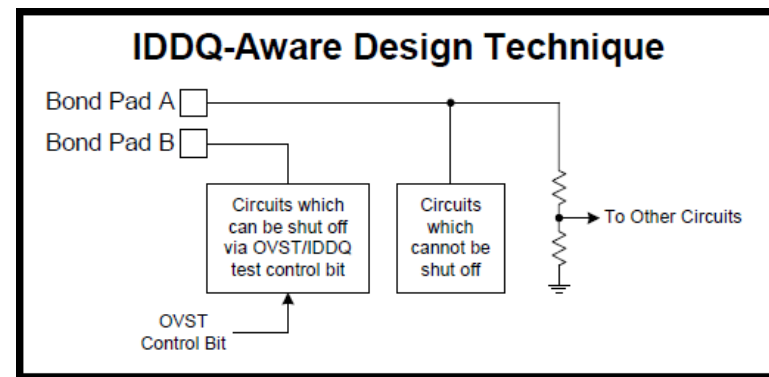 IDDQ-Aware Design Technique
Bond Pad A
Bond Pad B
Circuits which
can be shut off
via OVST/IDDQ
test control bit
Circuits
which
cannot be
shut off
To Other Circuits
OVST
Control Bit